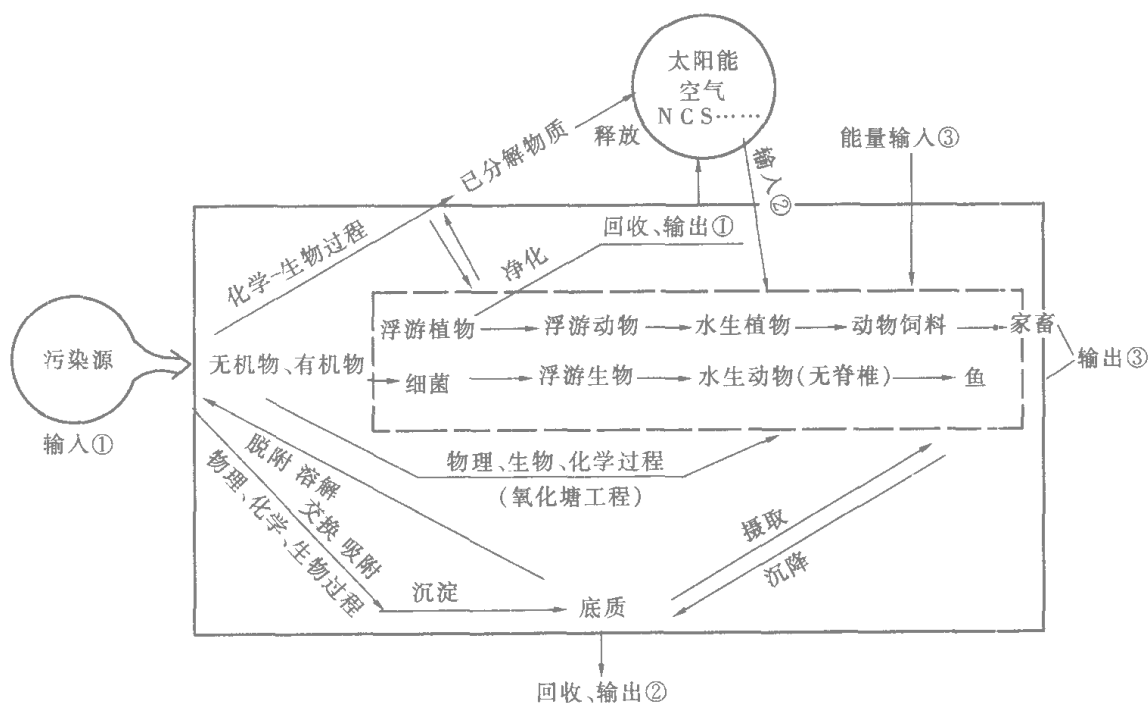 太阳能
空气
N C S……
释放
已分解物质
能量输入③
输入②
回收、输出①
化学-生物过程
净化
浮游植物
浮游动物
水生植物
动物饲料
家畜
污染源
无机物、有机物
细菌
浮游生物
水生动物(无脊椎)
鱼
输出③
输入①
脱附 溶解
交换 吸附
物理、化学、生物过程
物理、生物、化学过程
(氧化塘工程)
摄取
沉降
沉淀
底质
回收、输出②